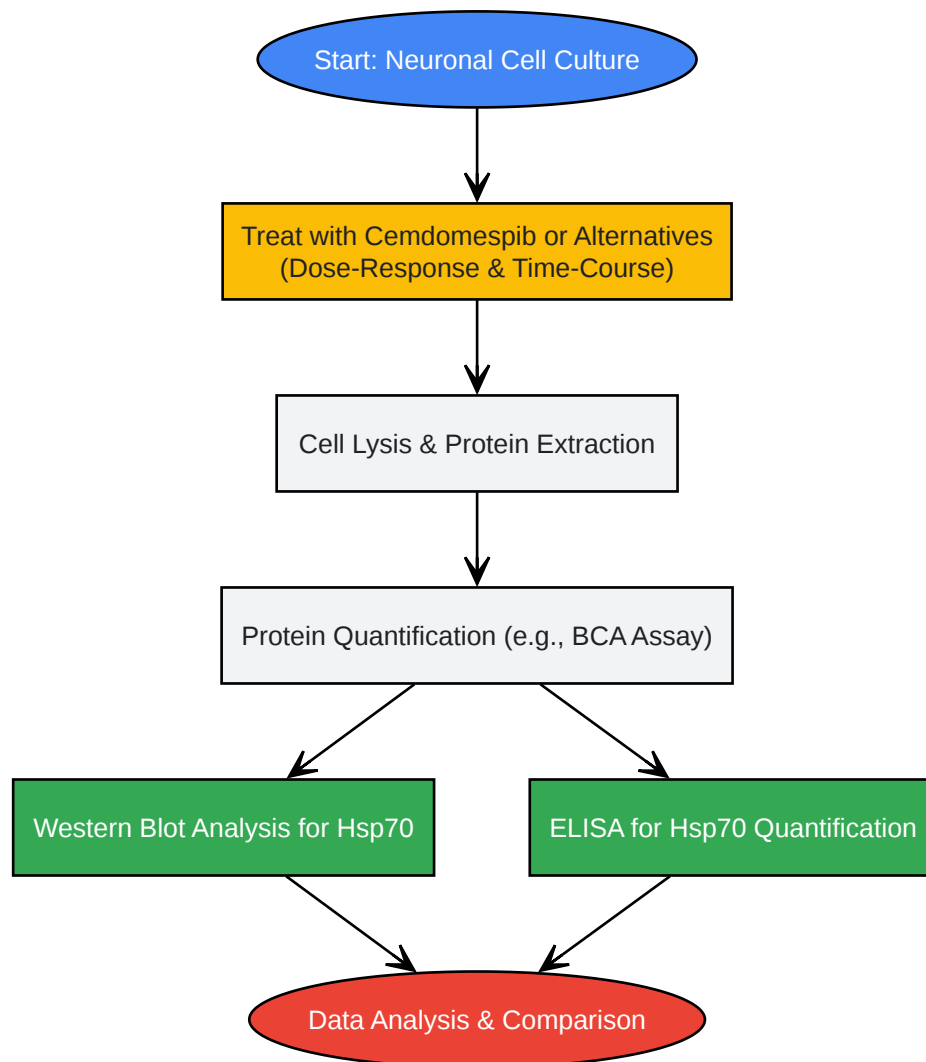 Start: Neuronal Cell Culture
Treat with Cemdomespib or Alternatives
(Dose-Response & Time-Course)
Cell Lysis & Protein Extraction
Protein Quantification (e.g., BCA Assay)
Western Blot Analysis for Hsp70
ELISA for Hsp70 Quantification
Data Analysis & Comparison